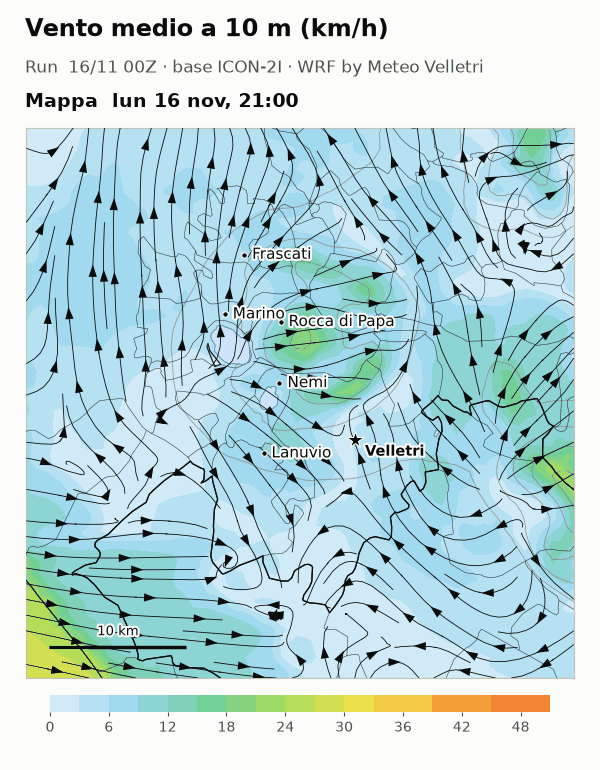 Vento medio a 10 m (km/h)
Run 16/11 00Z · base ICON-2I · WRF by Meteo Velletri
Mappa lun 16 nov, 21:00
Frascati
Marino
Rocca di Papa
Nemi
Lanuvio
Velletri
10 km
0 6 12 18 24 30 36 42 48